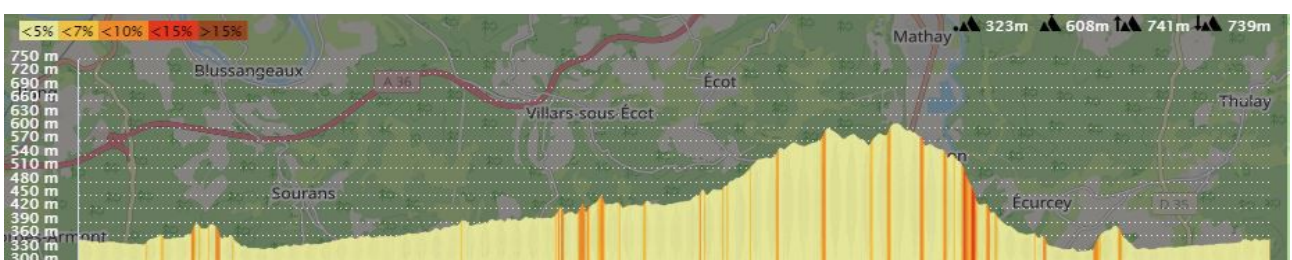 <5% <7% <10% <15% >15%
323m 608m 741m 739m
Mathay
750 m
Blussangeaux
720 m
A 36
Écot
690 m
660 m
Thulay
630 m
Villars-sous-Écot
600 m
570 m
540 m
510 m
480 m
Sourans
450 m
Écurcey
D 35
420 m
390 m
360 m
330 m
300 m